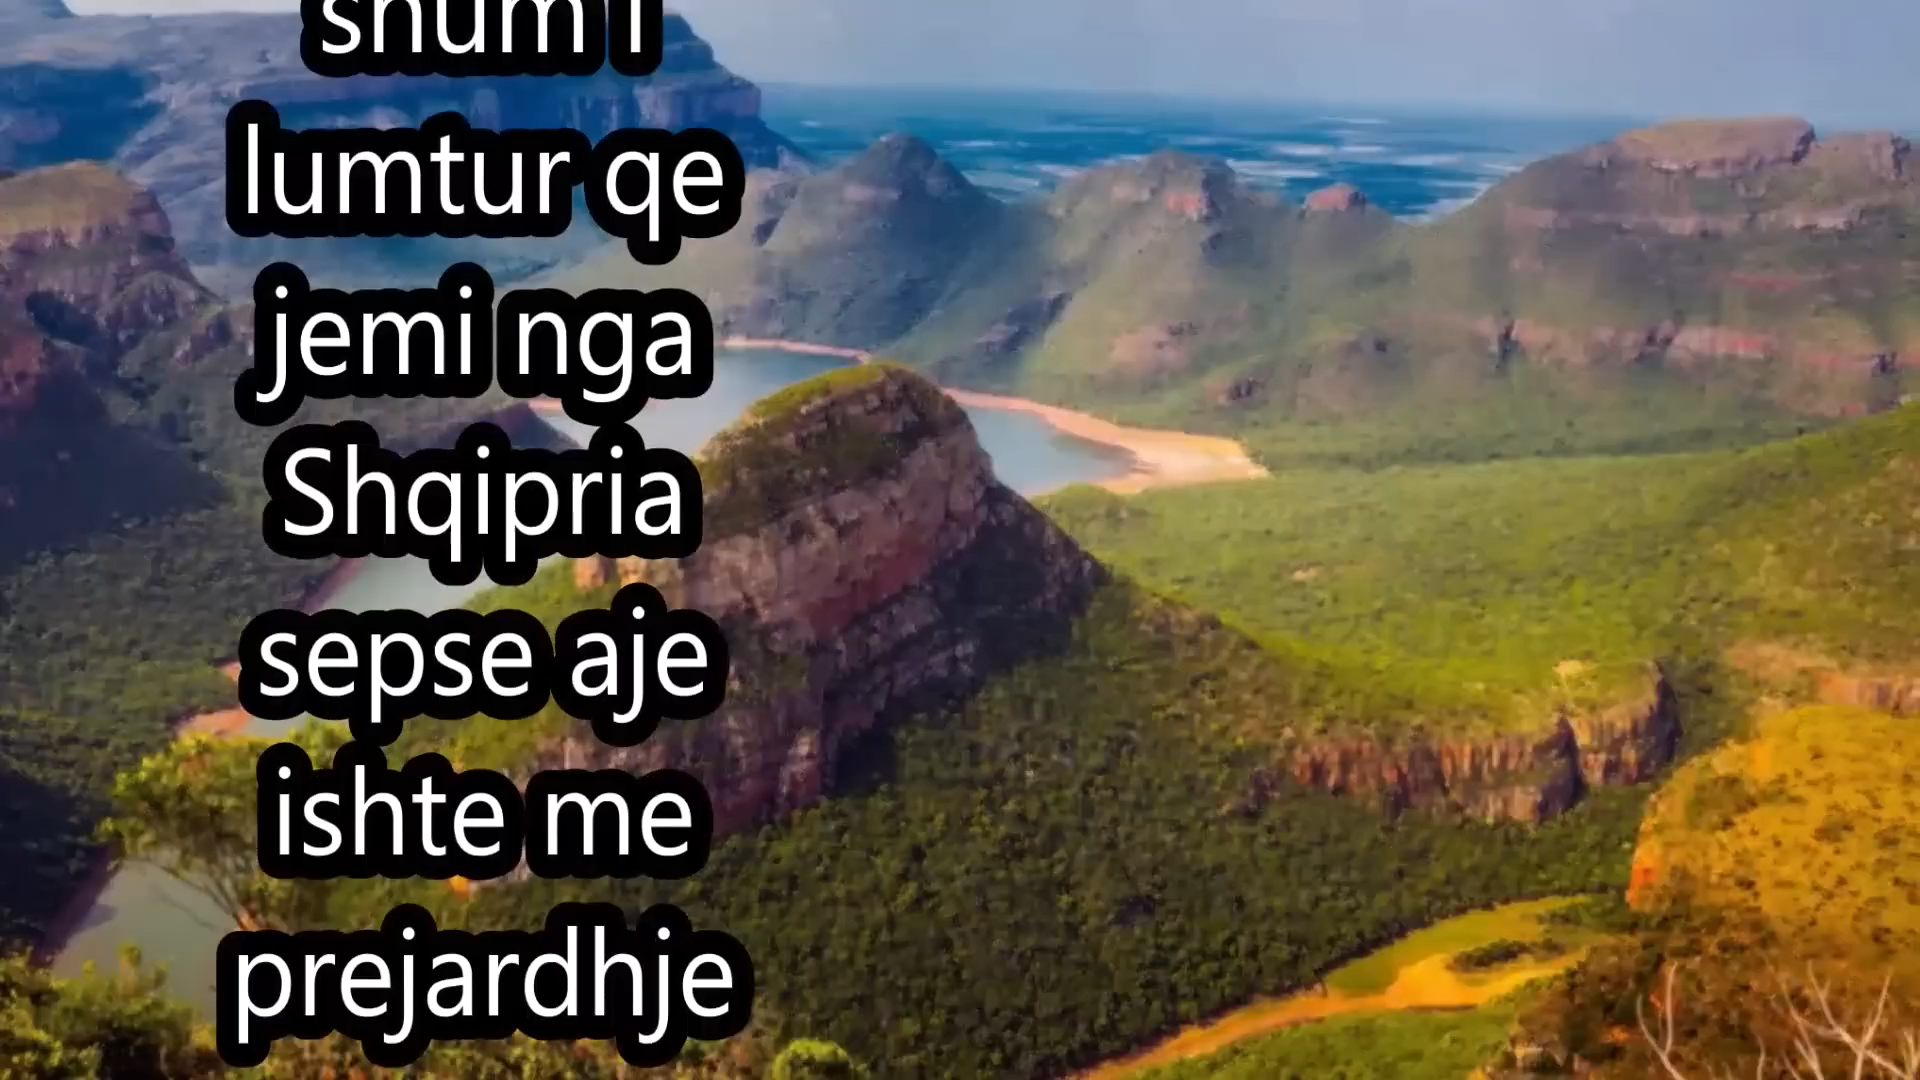 shum i
lumtur qe
jemi nga
Shqipria
sepse aje
ishte me
prejardhje